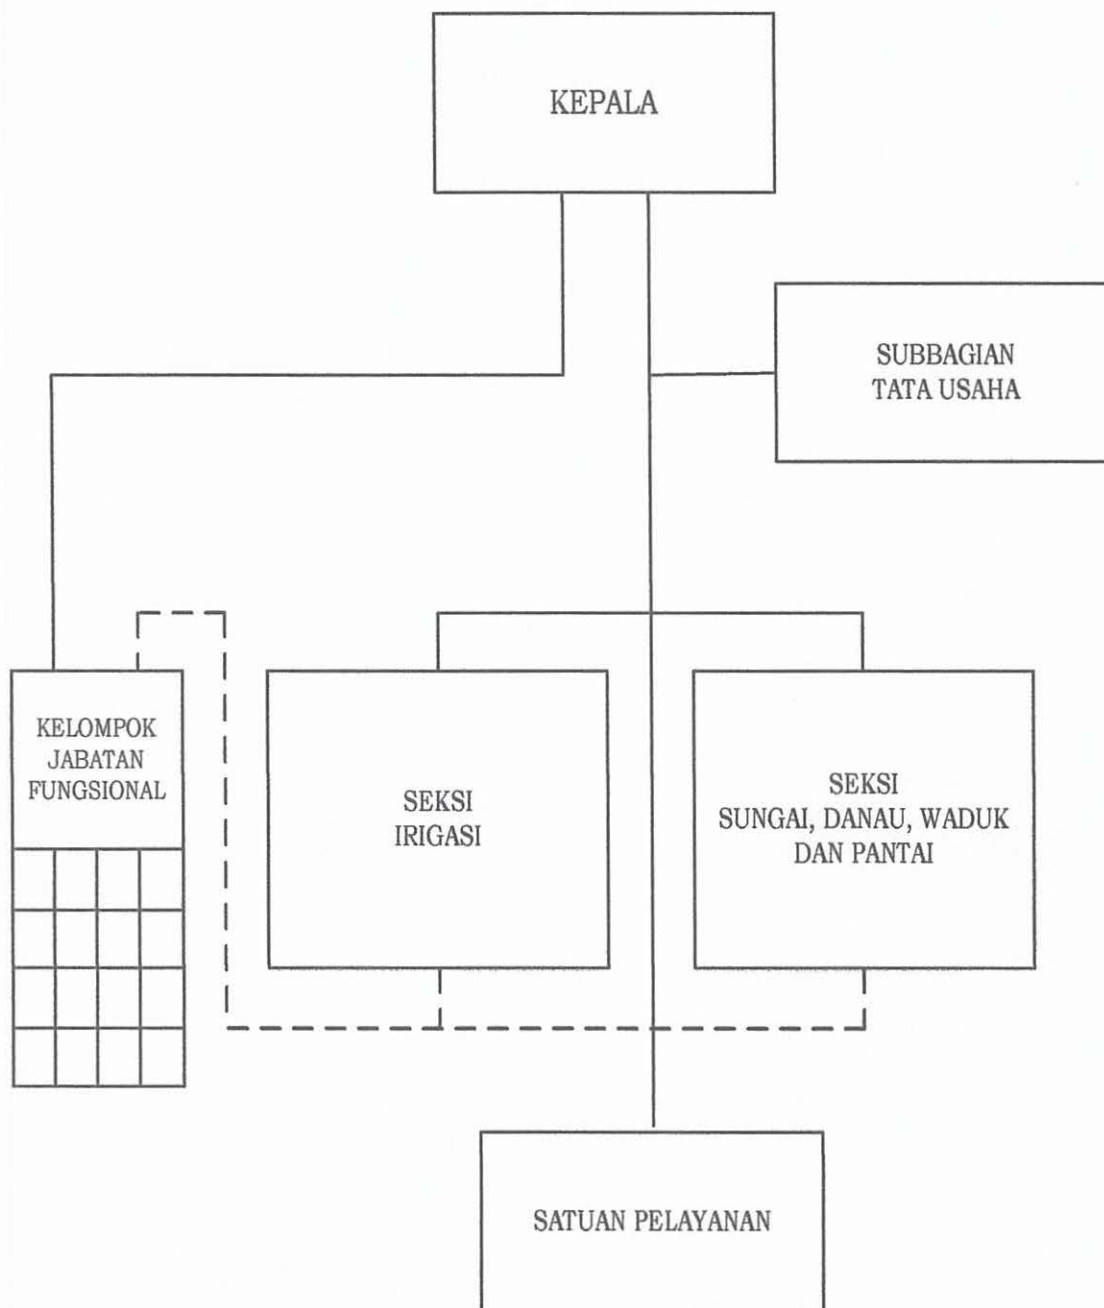 KEPALA
SUBBAGIAN
TATA USAHA
KELOMPOK
JABATAN
FUNGSIONAL
SEKSI
IRIGASI
SEKSI
SUNGAI, DANAU, WADUK
DAN PANTAI
SATUAN PELAYANAN